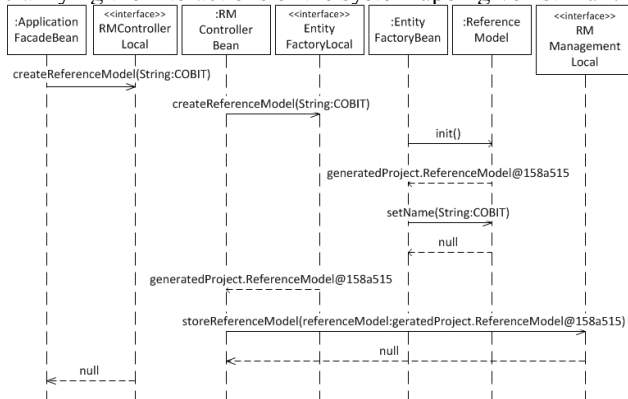 :Application
FacadeBean
<<interface>>
RMController
Local
:RM
Controller
Bean
<<interface>>
Entity
FactoryLocal
:Entity
FactoryBean
:Reference
Model
<<interface>>
RM
Management
Local
createReferenceModel(String:COBIT)
createReferenceModel(String:COBIT)
init()
generatedProject.ReferenceModel@158a515
setName(String:COBIT)
null
generatedProject.ReferenceModel@158a515
storeReferenceModel(referenceModel:geratedProject.ReferenceModel@158a515)
null
null